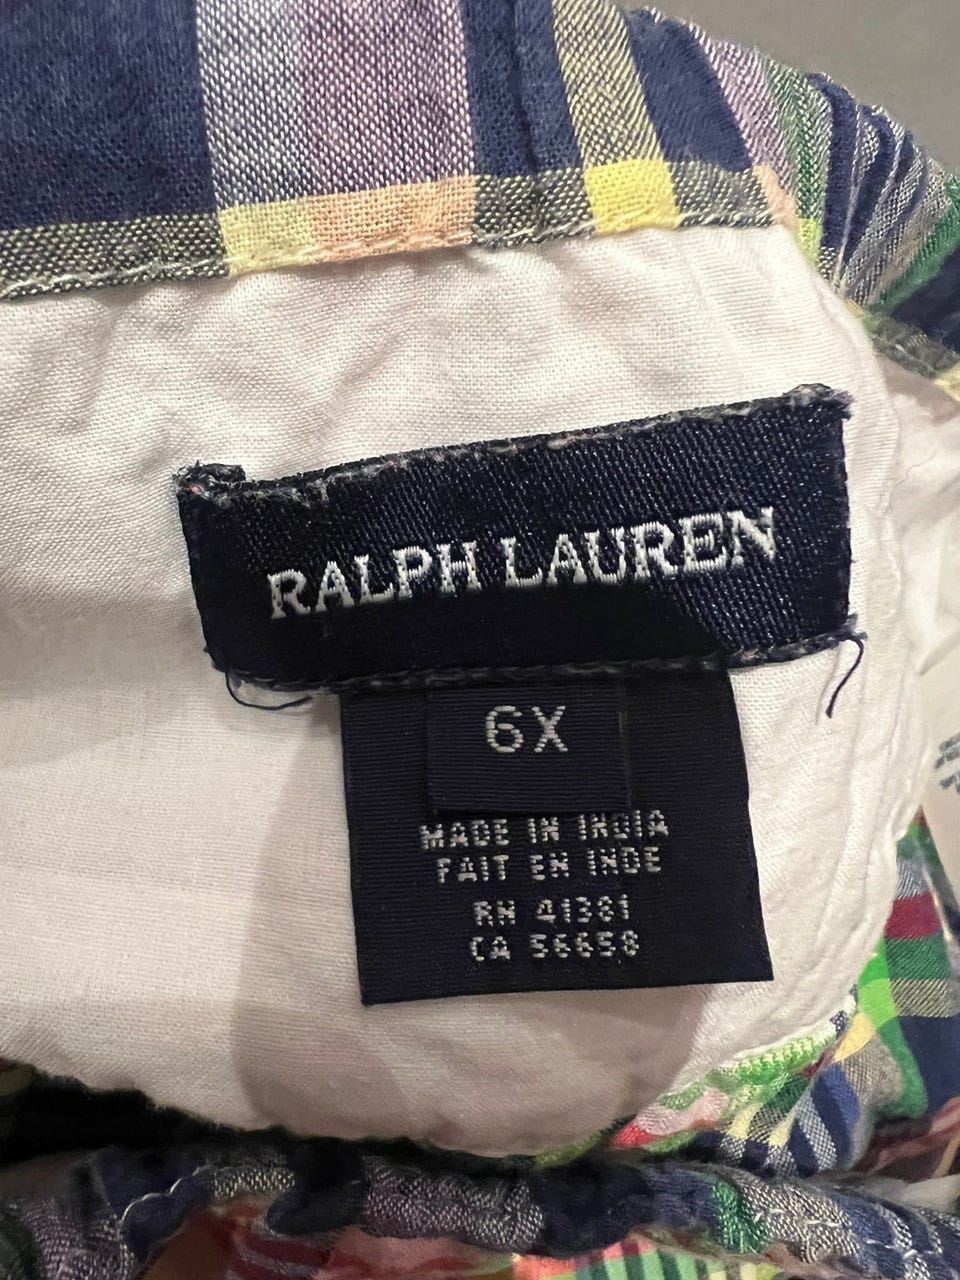 RALPH LAUREN
6X
MADE IN INDIA
FAIT EN INDE
RN 41381
CA 56658